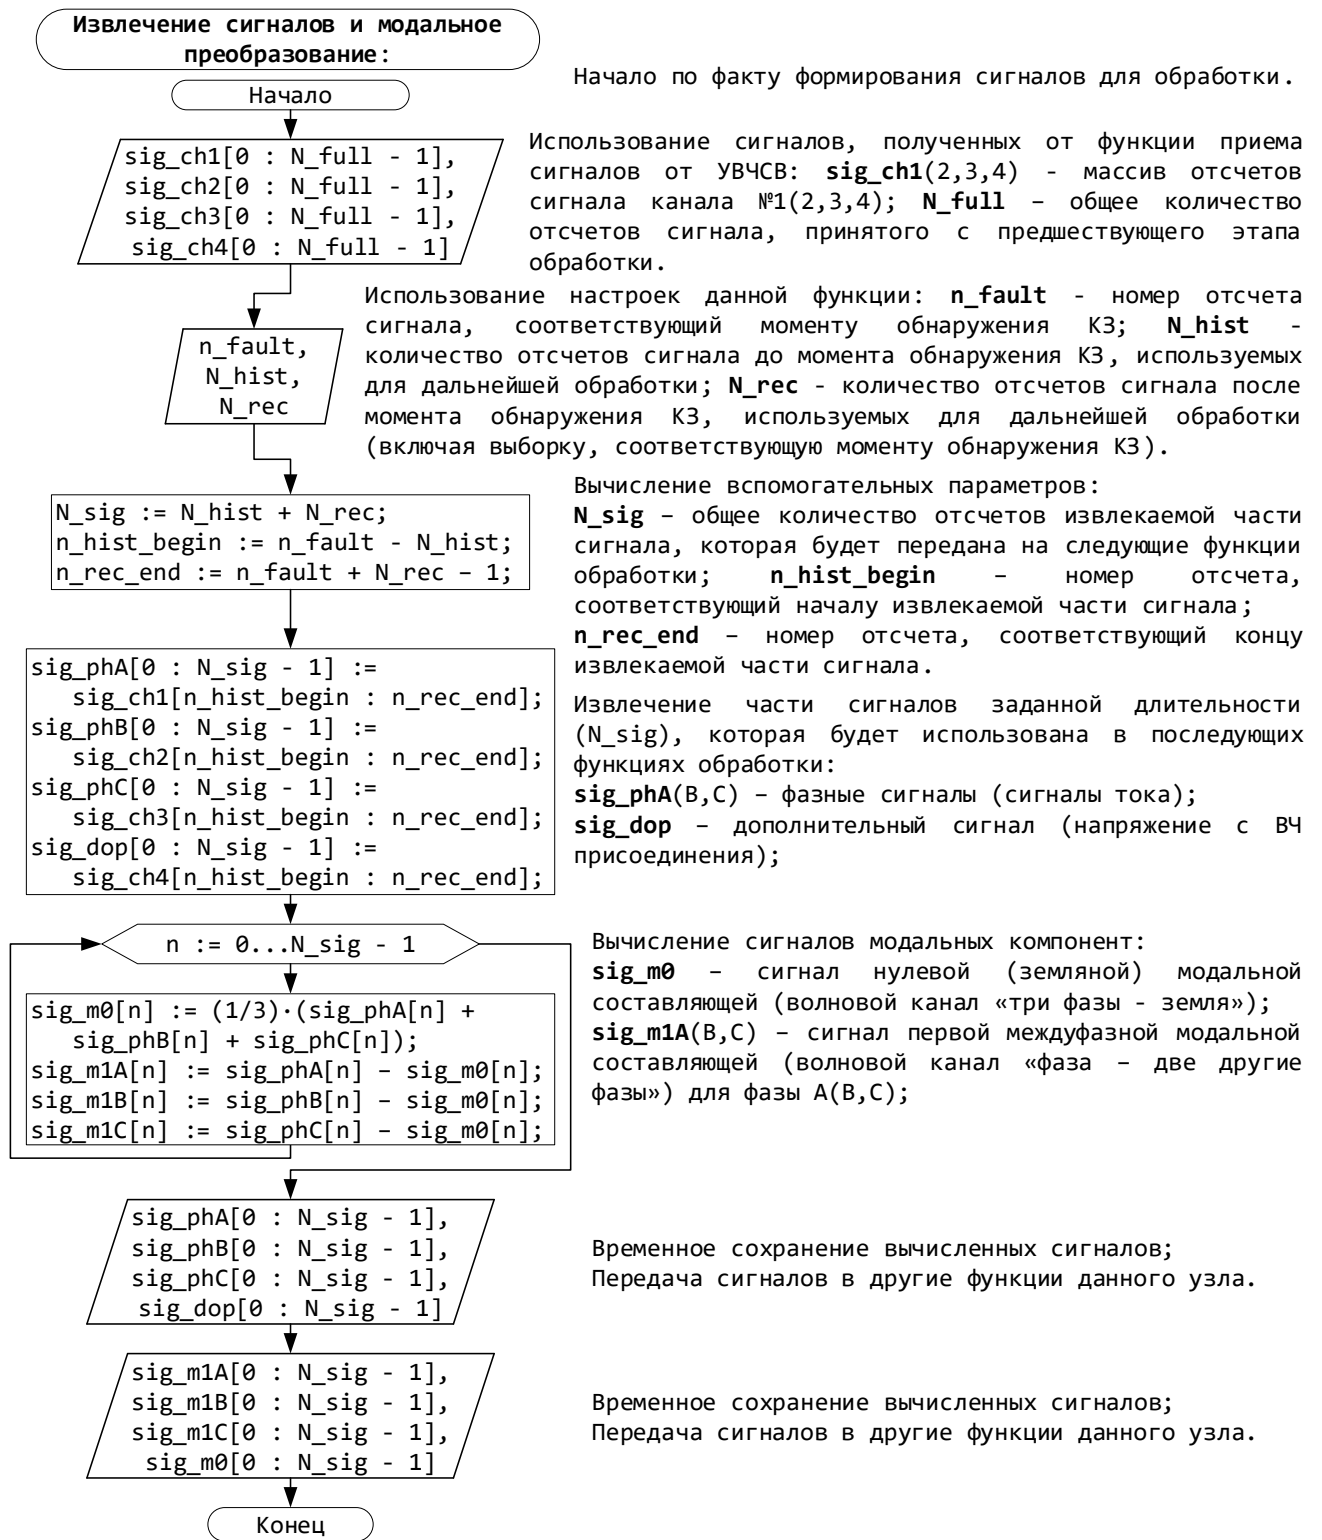 Извлечение сигналов и модальное
преобразование:
Начало по факту формирования сигналов для обработки.
Начало
sig_ch1[0 : N_full - 1],
sig_ch2[0 : N_full - 1],
sig_ch3[0 : N_full - 1],
sig_ch4[0 : N_full - 1]
Использование сигналов, полученных от функции приема
сигналов от УВЧСВ: sig_ch1(2,3,4) - массив отсчетов
сигнала канала №1(2,3,4); N_full – общее количество
отсчетов сигнала, принятого с предшествующего этапа
обработки.
n_fault,
N_hist,
N_rec
Использование настроек данной функции: n_fault - номер отсчета
сигнала, соответствующий моменту обнаружения КЗ; N_hist -
количество отсчетов сигнала до момента обнаружения КЗ, используемых
для дальнейшей обработки; N_rec - количество отсчетов сигнала после
момента обнаружения КЗ, используемых для дальнейшей обработки
(включая выборку, соответствующую моменту обнаружения КЗ).
N_sig := N_hist + N_rec;
n_hist_begin := n_fault - N_hist;
n_rec_end := n_fault + N_rec – 1;
Вычисление вспомогательных параметров:
N_sig – общее количество отсчетов извлекаемой части
сигнала, которая будет передана на следующие функции
обработки; n_hist_begin – номер отсчета,
соответствующий началу извлекаемой части сигнала;
n_rec_end – номер отсчета, соответствующий концу
извлекаемой части сигнала.
sig_phA[0 : N_sig - 1] :=
sig_ch1[n_hist_begin : n_rec_end];
sig_phB[0 : N_sig - 1] :=
sig_ch2[n_hist_begin : n_rec_end];
sig_phC[0 : N_sig - 1] :=
sig_ch3[n_hist_begin : n_rec_end];
sig_dop[0 : N_sig - 1] :=
sig_ch4[n_hist_begin : n_rec_end];
Извлечение части сигналов заданной длительности
(N_sig), которая будет использована в последующих
функциях обработки:
sig_phA(B,C) – фазные сигналы (сигналы тока);
sig_dop – дополнительный сигнал (напряжение с ВЧ
присоединения);
n := 0...N_sig - 1
sig_m0[n] := (1/3)·(sig_phA[n] +
sig_phB[n] + sig_phC[n]);
sig_m1A[n] := sig_phA[n] – sig_m0[n];
sig_m1B[n] := sig_phB[n] – sig_m0[n];
sig_m1C[n] := sig_phC[n] – sig_m0[n];
Вычисление сигналов модальных компонент:
sig_m0 – сигнал нулевой (земляной) модальной
составляющей (волновой канал «три фазы - земля»);
sig_m1A(B,C) – сигнал первой междуфазной модальной
составляющей (волновой канал «фаза – две другие
фазы») для фазы А(В,С);
sig_phA[0 : N_sig - 1],
sig_phB[0 : N_sig - 1],
sig_phC[0 : N_sig - 1],
sig_dop[0 : N_sig - 1]
Временное сохранение вычисленных сигналов;
Передача сигналов в другие функции данного узла.
sig_m1A[0 : N_sig - 1],
sig_m1B[0 : N_sig - 1],
sig_m1C[0 : N_sig - 1],
sig_m0[0 : N_sig - 1]
Временное сохранение вычисленных сигналов;
Передача сигналов в другие функции данного узла.
Конец